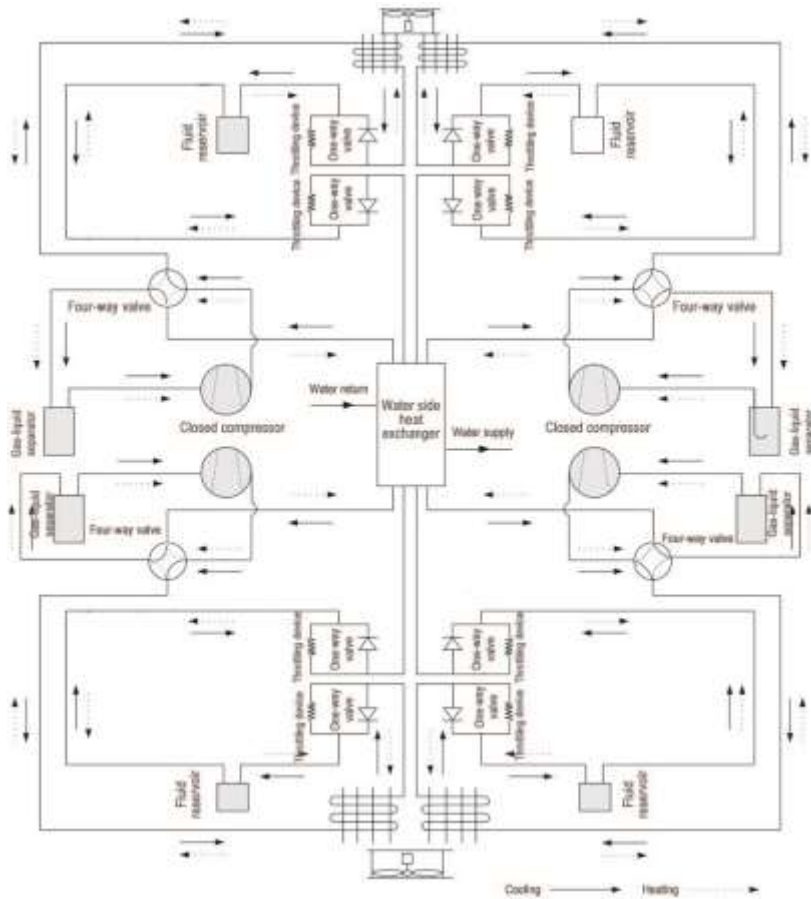 Fluid
reservoir
Throttling device
One-way
valve
One-way
valve
Throttling device
Fluid
reservoir
Throttling device
One-way
valve
One-way
valve
Throttling device
Four-way valve
Four-way valve
Gas-liquid
separator
Closed compressor
Water return
Water side
heat
exchanger
Water supply
Closed compressor
Gas-liquid
separator
Gas-liquid
separator
Four-way valve
Four-way valve
Gas-liquid
separator
Throttling device
One-way
valve
One-way
valve
Throttling device
Throttling device
One-way
valve
One-way
valve
Throttling device
Fluid
reservoir
Fluid
reservoir
Cooling
Heating